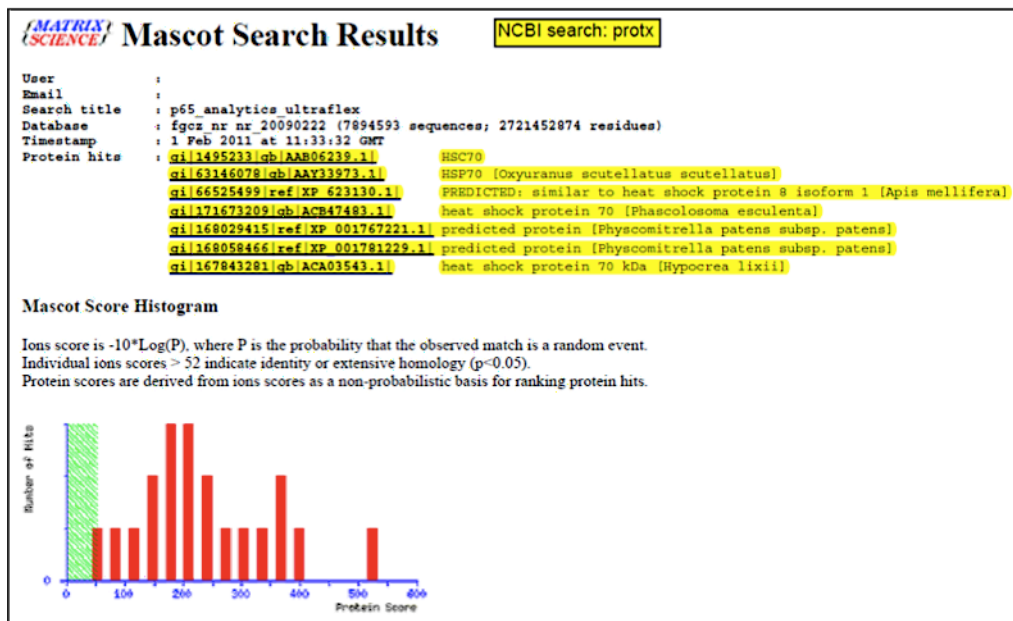 {MATRIX SCIENCE} Mascot Search Results NCBI search: protx
User :
Email :
Search title : p65_analytics_ultraflex
Database : fgcz_nr nr_20090222 (7894593 sequences; 2721452874 residues)
Timestamp : 1 Feb 2011 at 11:33:32 GMT
Protein hits : gi|1495233|gb|AAB06239.1| HSC70
gi|63146078|gb|AAY33973.1| HSP70 [Oxyuranus scutellatus scutellatus]
gi|66525499|ref|XP_623130.1| PREDICTED: similar to heat shock protein 8 isoform 1 [Apis mellifera]
gi|171673209|gb|ACB47483.1| heat shock protein 70 [Phascolosoma esculenta]
gi|168029415|ref|XP_001767221.1| predicted protein [Physcomitrella patens subsp. patens]
gi|168058466|ref|XP_001781229.1| predicted protein [Physcomitrella patens subsp. patens]
gi|167843281|gb|ACA03543.1| heat shock protein 70 kDa [Hypocrea lixii]
Mascot Score Histogram
Ions score is -10*Log(P), where P is the probability that the observed match is a random event.
Individual ions scores > 52 indicate identity or extensive homology (p<0.05).
Protein scores are derived from ions scores as a non-probabilistic basis for ranking protein hits.
Number of Hits
0
0 100 200 300 400 500 600
Protein Score